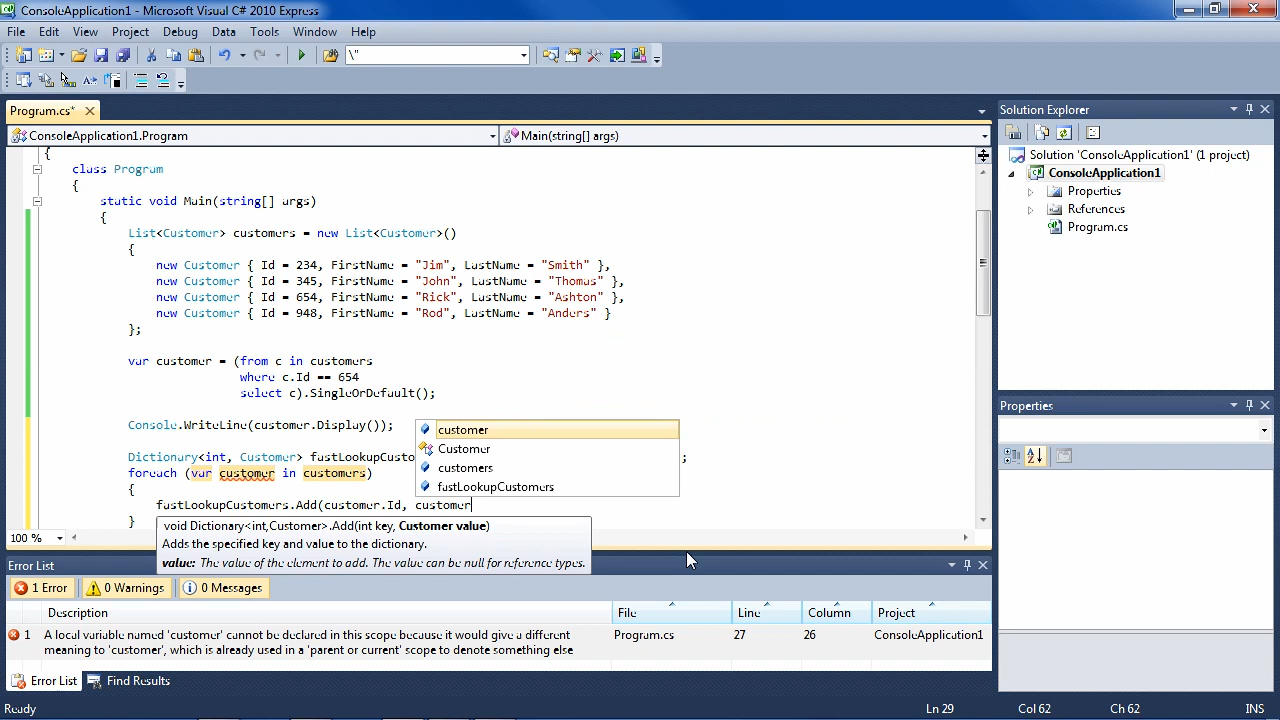 ConsoleApplication1 - Microsoft Visual C# 2010 Express
File Edit View Project Debug Data Tools Window Help
\"
Program.cs*
ConsoleApplication1.Program
Main(string[] args)
{
class Program
{
static void Main(string[] args)
{
List<Customer> customers = new List<Customer>()
{
new Customer { Id = 234, FirstName = "Jim", LastName = "Smith" },
new Customer { Id = 345, FirstName = "John", LastName = "Thomas" },
new Customer { Id = 654, FirstName = "Rick", LastName = "Ashton" },
new Customer { Id = 948, FirstName = "Rod", LastName = "Anders" }
};
var customer = (from c in customers
where c.Id == 654
select c).SingleOrDefault();
Console.WriteLine(customer.Display());
Dictionary<int, Customer> fastLookupCusto ;
foreach (var customer in customers)
{
fastLookupCustomers.Add(customer.Id, customer
}
customer
Customer
customers
fastLookupCustomers
void Dictionary<int,Customer>.Add(int key, Customer value)
Adds the specified key and value to the dictionary.
value: The value of the element to add. The value can be null for reference types.
100 %
Solution Explorer
Solution 'ConsoleApplication1' (1 project)
ConsoleApplication1
Properties
References
Program.cs
Properties
Error List
1 Error 0 Warnings 0 Messages
Description File Line Column Project
1 A local variable named 'customer' cannot be declared in this scope because it would give a different meaning to 'customer', which is already used in a 'parent or current' scope to denote something else Program.cs 27 26 ConsoleApplication1
Error List Find Results
Ready Ln 29 Col 62 Ch 62 INS